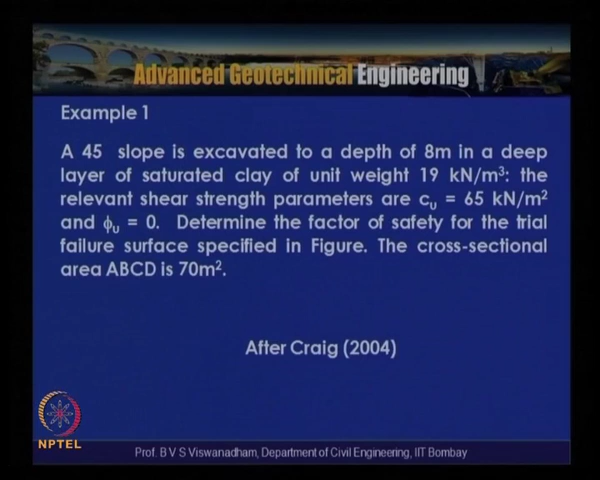 Advanced Geotechnical Engineering
Example 1
A 45 slope is excavated to a depth of 8m in a deep
layer of saturated clay of unit weight 19 kN/m³: the
relevant shear strength parameters are cᵤ = 65 kN/m²
and ϕᵤ = 0. Determine the factor of safety for the trial
failure surface specified in Figure. The cross-sectional
area ABCD is 70m².
After Craig (2004)
NPTEL
Prof. B V S Viswanadham, Department of Civil Engineering, IIT Bombay